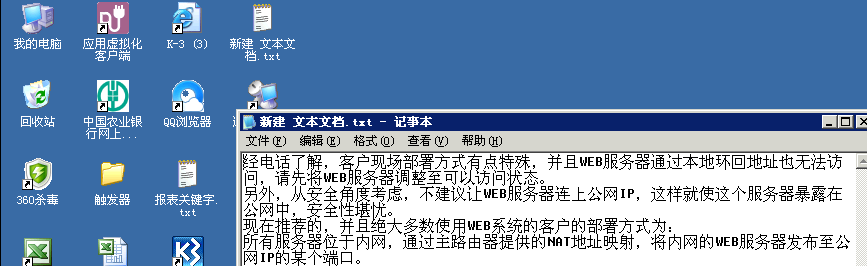 我的电脑
应用虚拟化
客户端
K-3 (3)
新建 文本文
档.txt
回收站
中国农业银
行网上...
QQ浏览器
360杀毒
触发器
报表关键字.
txt
新建 文本文档.txt - 记事本
文件(F) 编辑(E) 格式(O) 查看(V) 帮助(H)
经电话了解，客户现场部署方式有点特殊，并且WEB服务器通过本地环回地址也无法访
问，请先将WEB服务器调整至可以访问状态。
另外，从安全角度考虑，不建议让WEB服务器连上公网IP，这样就使这个服务器暴露在
公网中，安全性堪忧。
现在推荐的，并且绝大多数使用WEB系统的客户的部署方式为：
所有服务器位于内网，通过主路由器提供的NAT地址映射，将内网的WEB服务器发布至公
网IP的某个端口。